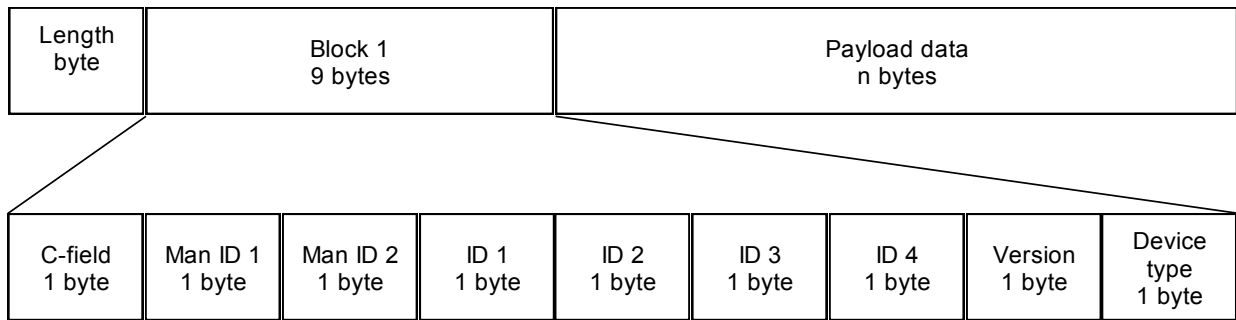 Length
byte
Block 1
9 bytes
Payload data
n bytes
C-field
1 byte
Man ID 1
1 byte
Man ID 2
1 byte
ID 1
1 byte
ID 2
1 byte
ID 3
1 byte
ID 4
1 byte
Version
1 byte
Device
type
1 byte